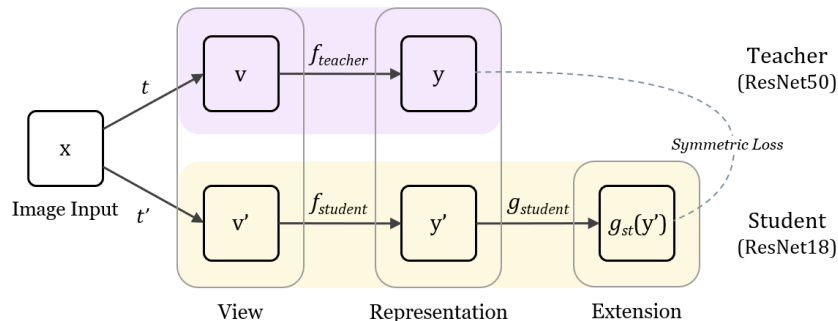 t
v
f_teacher
y
Teacher
(ResNet50)
x
Image Input
Symmetric Loss
t'
v'
f_student
y'
g_student
g_st(y')
Student
(ResNet18)
View
Representation
Extension